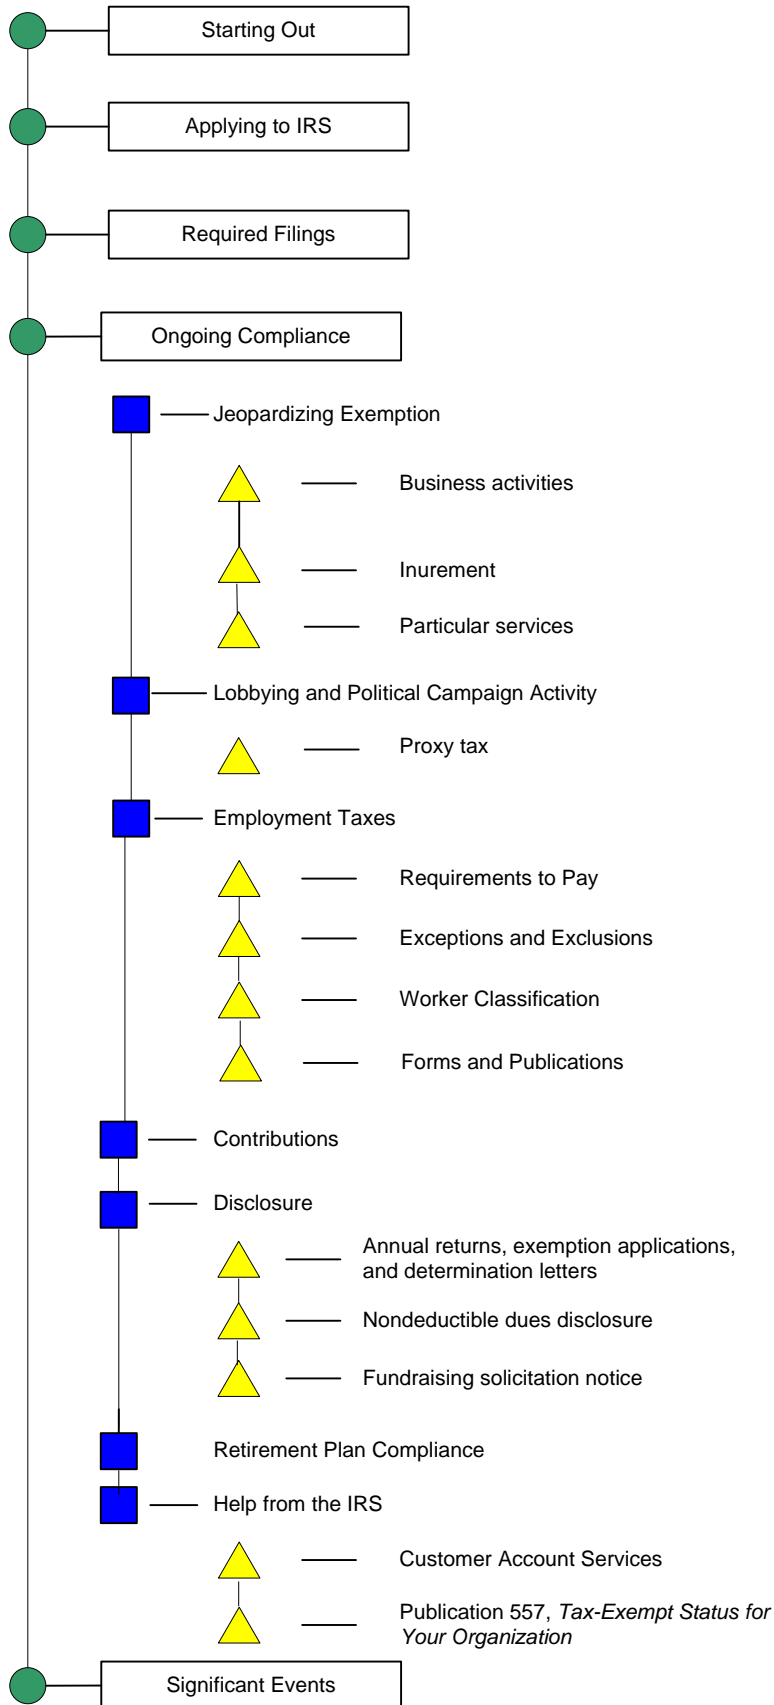 Starting Out
Applying to IRS
Required Filings
Ongoing Compliance
Jeopardizing Exemption
Business activities
Inurement
Particular services
Lobbying and Political Campaign Activity
Proxy tax
Employment Taxes
Requirements to Pay
Exceptions and Exclusions
Worker Classification
Forms and Publications
Contributions
Disclosure
Annual returns, exemption applications,
and determination letters
Nondeductible dues disclosure
Fundraising solicitation notice
Retirement Plan Compliance
Help from the IRS
Customer Account Services
Publication 557, Tax-Exempt Status for
Your Organization
Significant Events